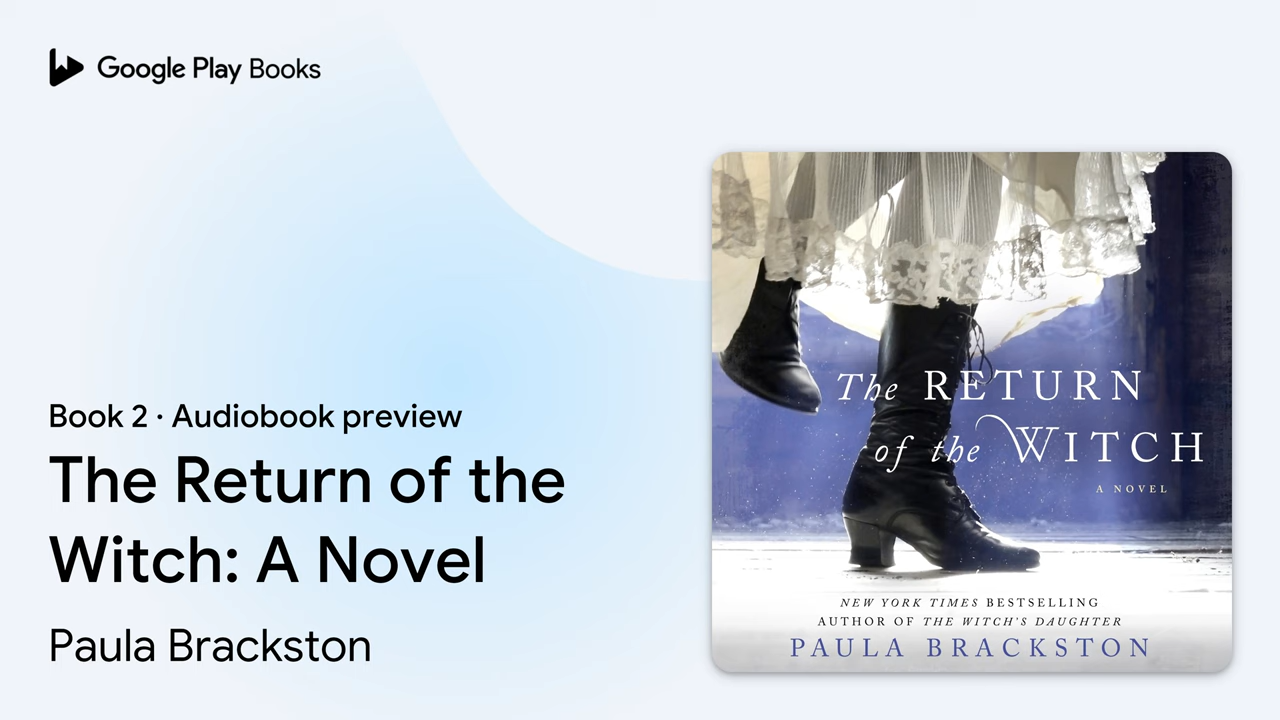 Google Play Books
Book 2 · Audiobook preview
The Return of the
Witch: A Novel
Paula Brackston
The RETURN
of the WITCH
A NOVEL
NEW YORK TIMES BESTSELLING
AUTHOR OF THE WITCH'S DAUGHTER
PAULA BRACKSTON